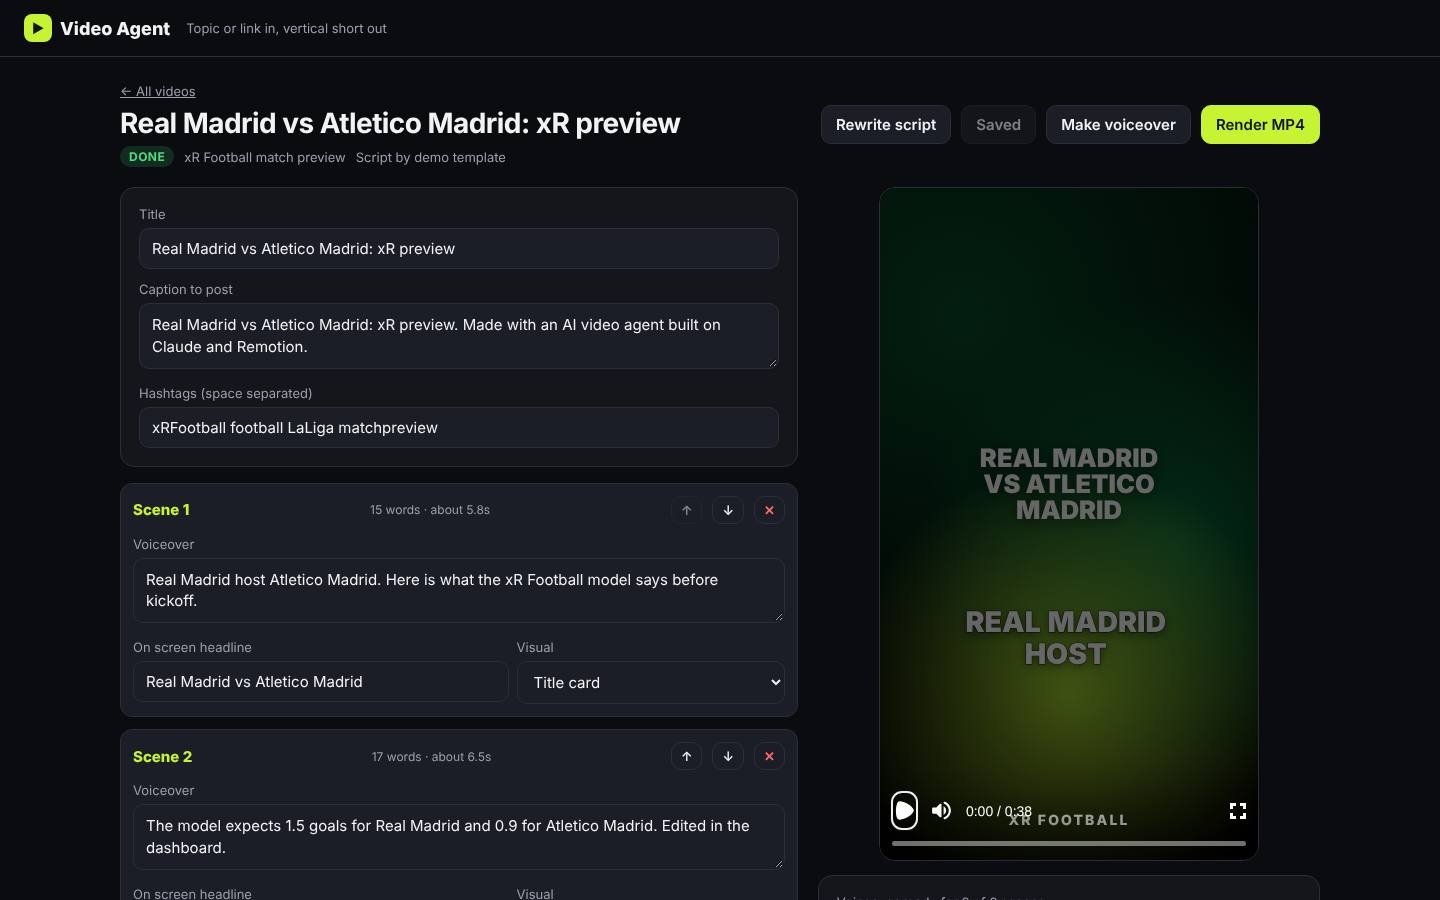 Video Agent
Topic or link in, vertical short out
← All videos
Real Madrid vs Atletico Madrid: xR preview
DONE
xR Football match preview
Script by demo template
Rewrite script
Saved
Make voiceover
Render MP4
Title
Real Madrid vs Atletico Madrid: xR preview
Caption to post
Real Madrid vs Atletico Madrid: xR preview. Made with an AI video agent built on
Claude and Remotion.
Hashtags (space separated)
xRFootball football LaLiga matchpreview
Scene 1
15 words · about 5.8s
Voiceover
Real Madrid host Atletico Madrid. Here is what the xR Football model says before
kickoff.
On screen headline
Visual
Real Madrid vs Atletico Madrid
Title card
Scene 2
17 words · about 6.5s
Voiceover
The model expects 1.5 goals for Real Madrid and 0.9 for Atletico Madrid. Edited in the
dashboard.
On screen headline
Visual
REAL MADRID
VS ATLETICO
MADRID
REAL MADRID
HOST
0:00 / 0:38
XR FOOTBALL